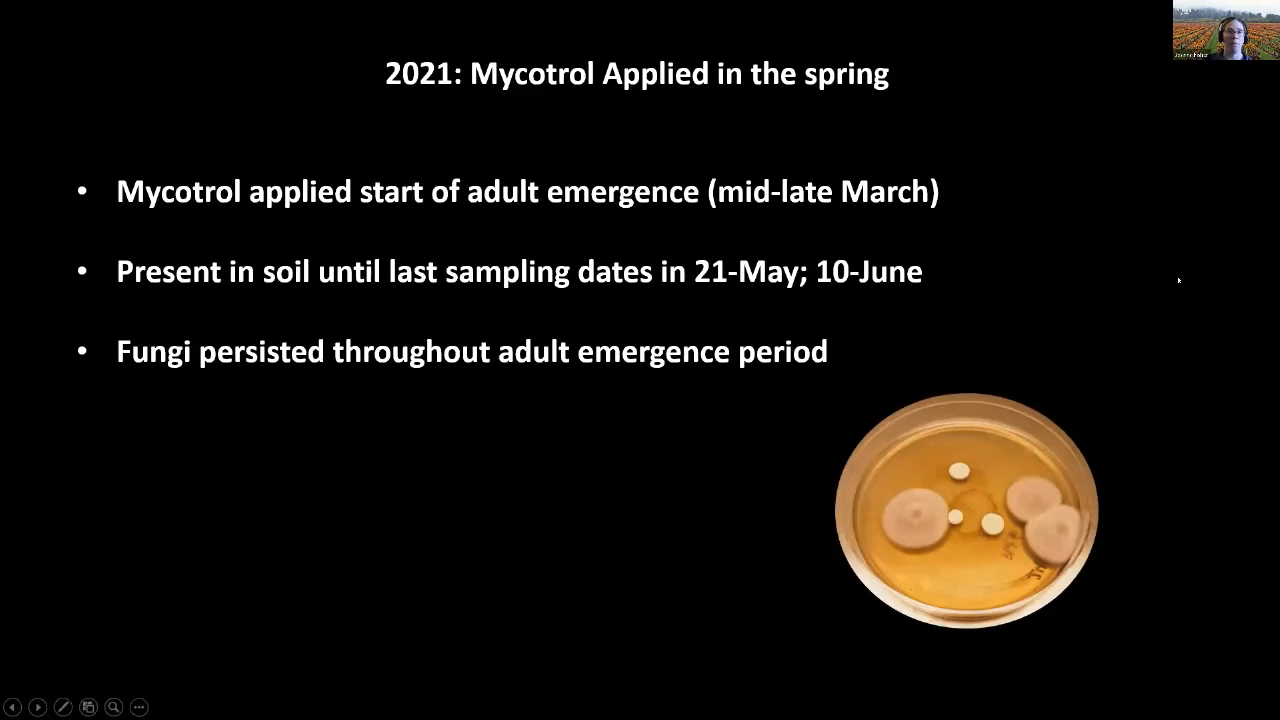 2021: Mycotrol Applied in the spring
• Mycotrol applied start of adult emergence (mid-late March)
• Present in soil until last sampling dates in 21-May; 10-June
• Fungi persisted throughout adult emergence period